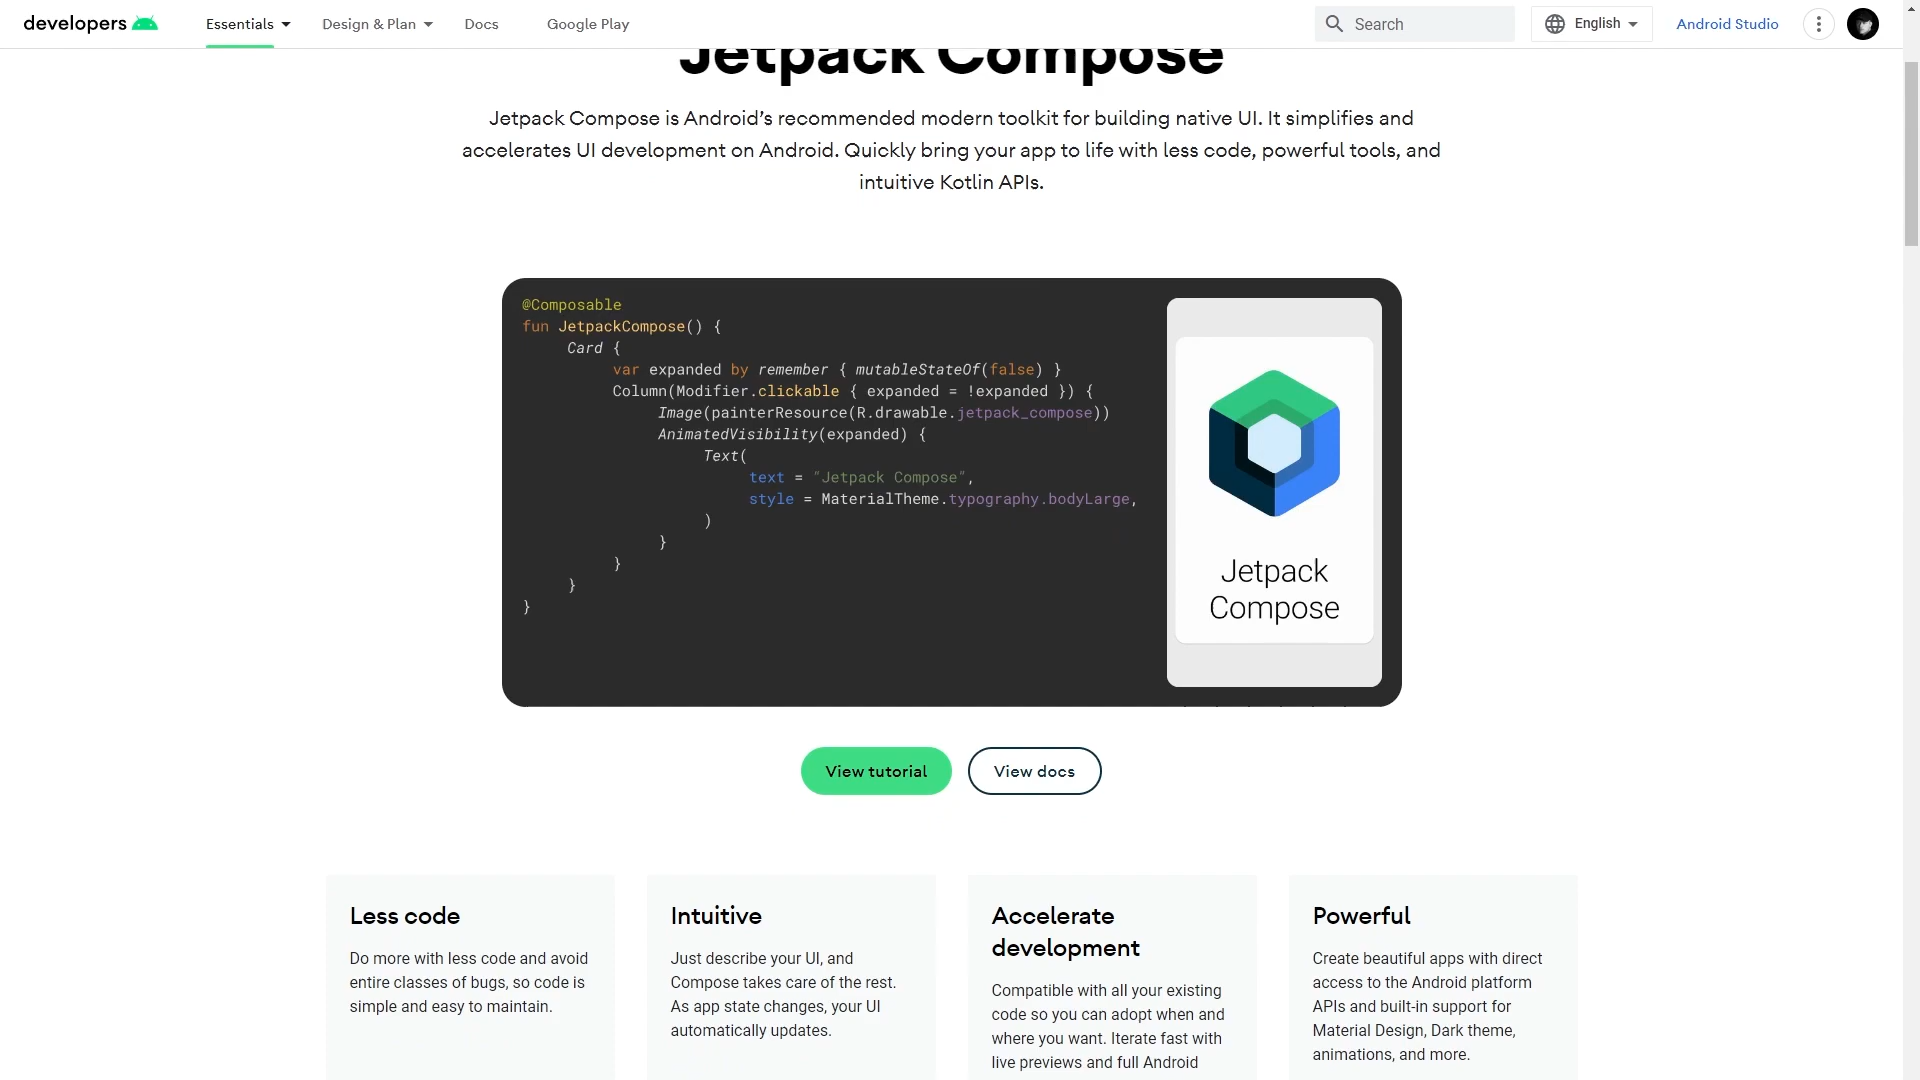 developers
Essentials
Design & Plan
Docs
Google Play
Search
English
Android Studio
Jetpack Compose
Jetpack Compose is Android’s recommended modern toolkit for building native UI. It simplifies and
accelerates UI development on Android. Quickly bring your app to life with less code, powerful tools, and
intuitive Kotlin APIs.
@Composable
fun JetpackCompose() {
Card {
var expanded by remember { mutableStateOf(false) }
Column(Modifier.clickable { expanded = !expanded }) {
Image(painterResource(R.drawable.jetpack_compose))
AnimatedVisibility(expanded) {
Text(
text = "Jetpack Compose",
style = MaterialTheme.typography.bodyLarge,
)
}
}
}
}
Jetpack
Compose
View tutorial
View docs
Less code
Do more with less code and avoid
entire classes of bugs, so code is
simple and easy to maintain.
Intuitive
Just describe your UI, and
Compose takes care of the rest.
As app state changes, your UI
automatically updates.
Accelerate
development
Compatible with all your existing
code so you can adopt when and
where you want. Iterate fast with
live previews and full Android
Powerful
Create beautiful apps with direct
access to the Android platform
APIs and built-in support for
Material Design, Dark theme,
animations, and more.